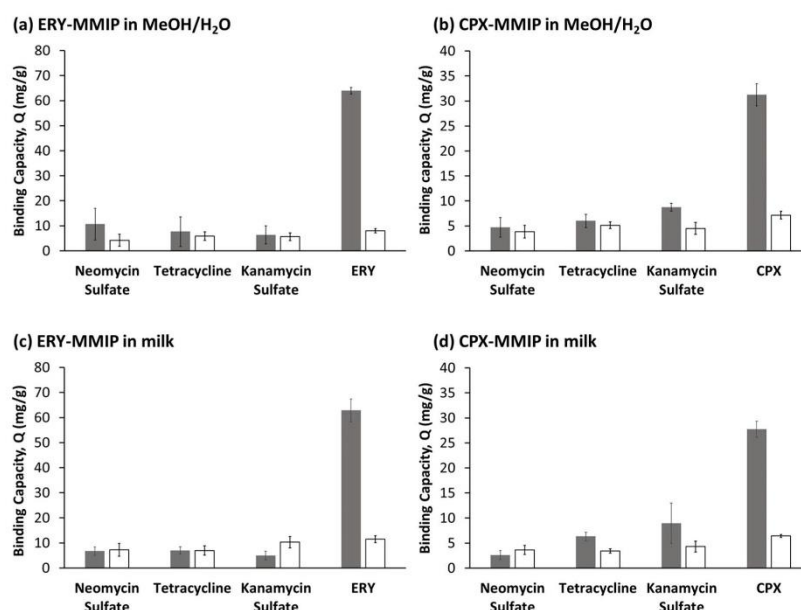 (a) ERY-MMIP in MeOH/H₂O
Binding Capacity, Q (mg/g)
80
70
60
50
40
30
20
10
0
Neomycin Sulfate
Tetracycline
Kanamycin Sulfate
ERY
(b) CPX-MMIP in MeOH/H₂O
Binding capacity, Q (mg/g)
40
35
30
25
20
15
10
5
0
Neomycin Sulfate
Tetracycline
Kanamycin Sulfate
CPX
(c) ERY-MMIP in milk
Binding Capacity, Q (mg/g)
80
70
60
50
40
30
20
10
0
Neomycin Sulfate
Tetracycline
Kanamycin Sulfate
ERY
(d) CPX-MMIP in milk
Binding Capacity, Q (mg/g)
40
35
30
25
20
15
10
5
0
Neomycin Sulfate
Tetracycline
Kanamycin Sulfate
CPX